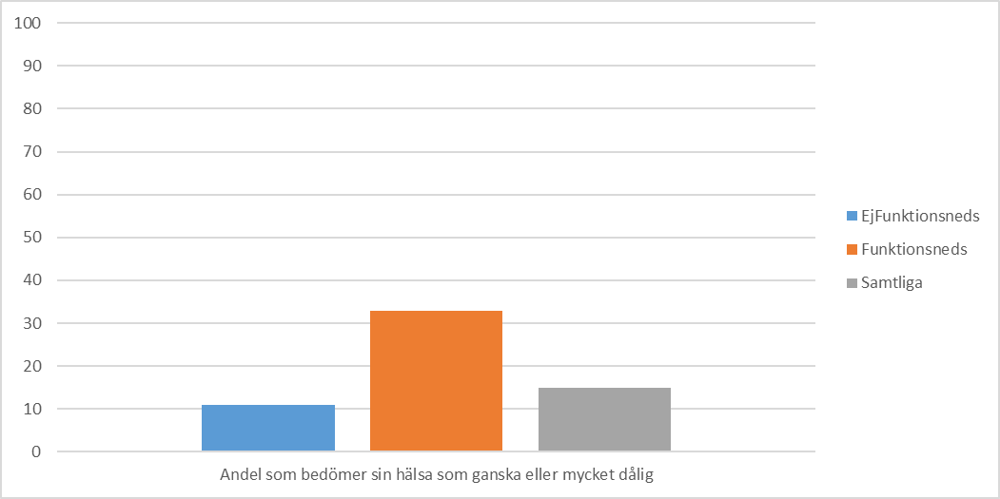 100
90
80
70
60
50
40
30
20
10
0
Andel som bedömer sin hälsa som ganska eller mycket dålig
EjFunktionsneds
Funktionsneds
Samtliga